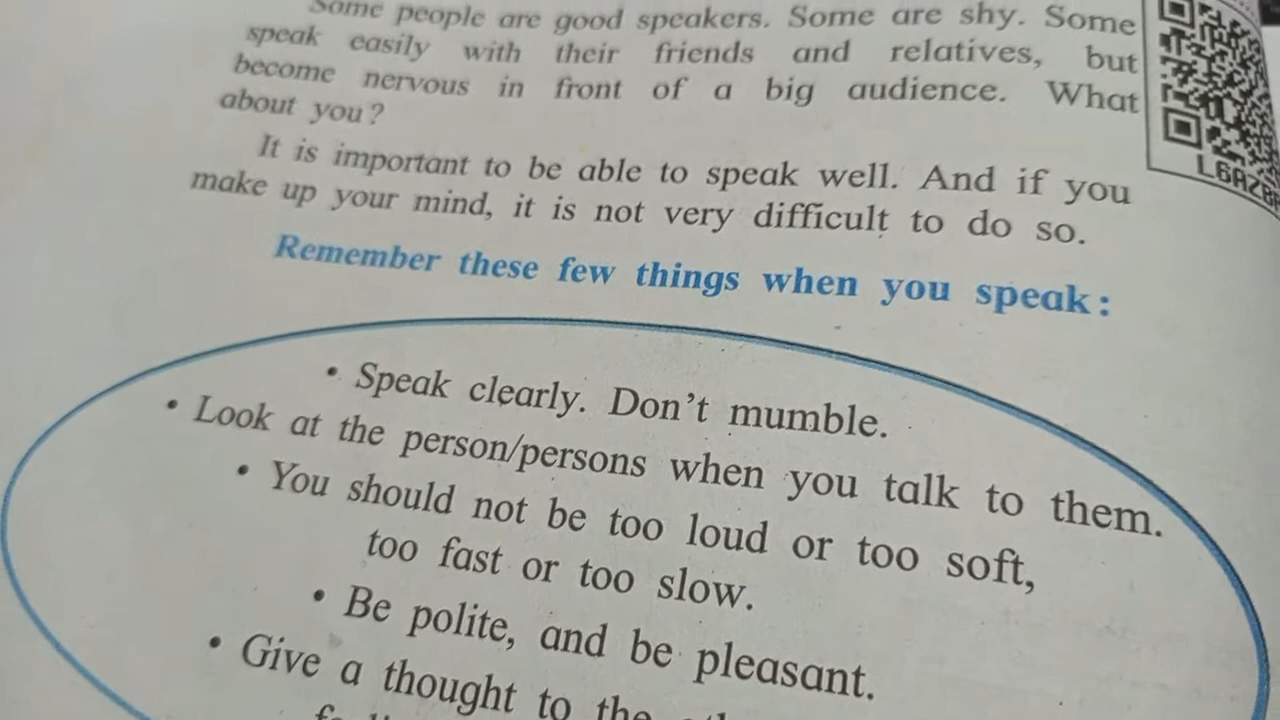 Some people are good speakers. Some are shy. Some
speak easily with their friends and relatives, but
become nervous in front of a big audience. What
about you?
It is important to be able to speak well. And if you
make up your mind, it is not very difficult to do so.
Remember these few things when you speak:
• Speak clearly. Don't mumble.
• Look at the person/persons when you talk to them.
• You should not be too loud or too soft,
too fast or too slow.
• Be polite, and be pleasant.
• Give a thought to the